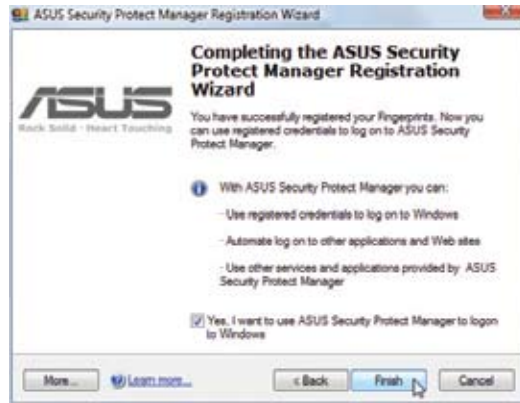 ASUS Security Protect Manager Registration Wizard
Completing the ASUS Security
Protect Manager Registration
Wizard
ASUS
Rock Solid · Heart Touching
You have successfully registered your Fingerprints. Now you
can use registered credentials to log on to ASUS Security
Protect Manager.
With ASUS Security Protect Manager you can:
- Use registered credentials to log on to Windows
- Automate log on to other applications and Web sites
- Use other services and applications provided by ASUS
Security Protect Manager
Yes, I want to use ASUS Security Protect Manager to logon
to Windows
More...
Learn more...
< Back
Finish
Cancel